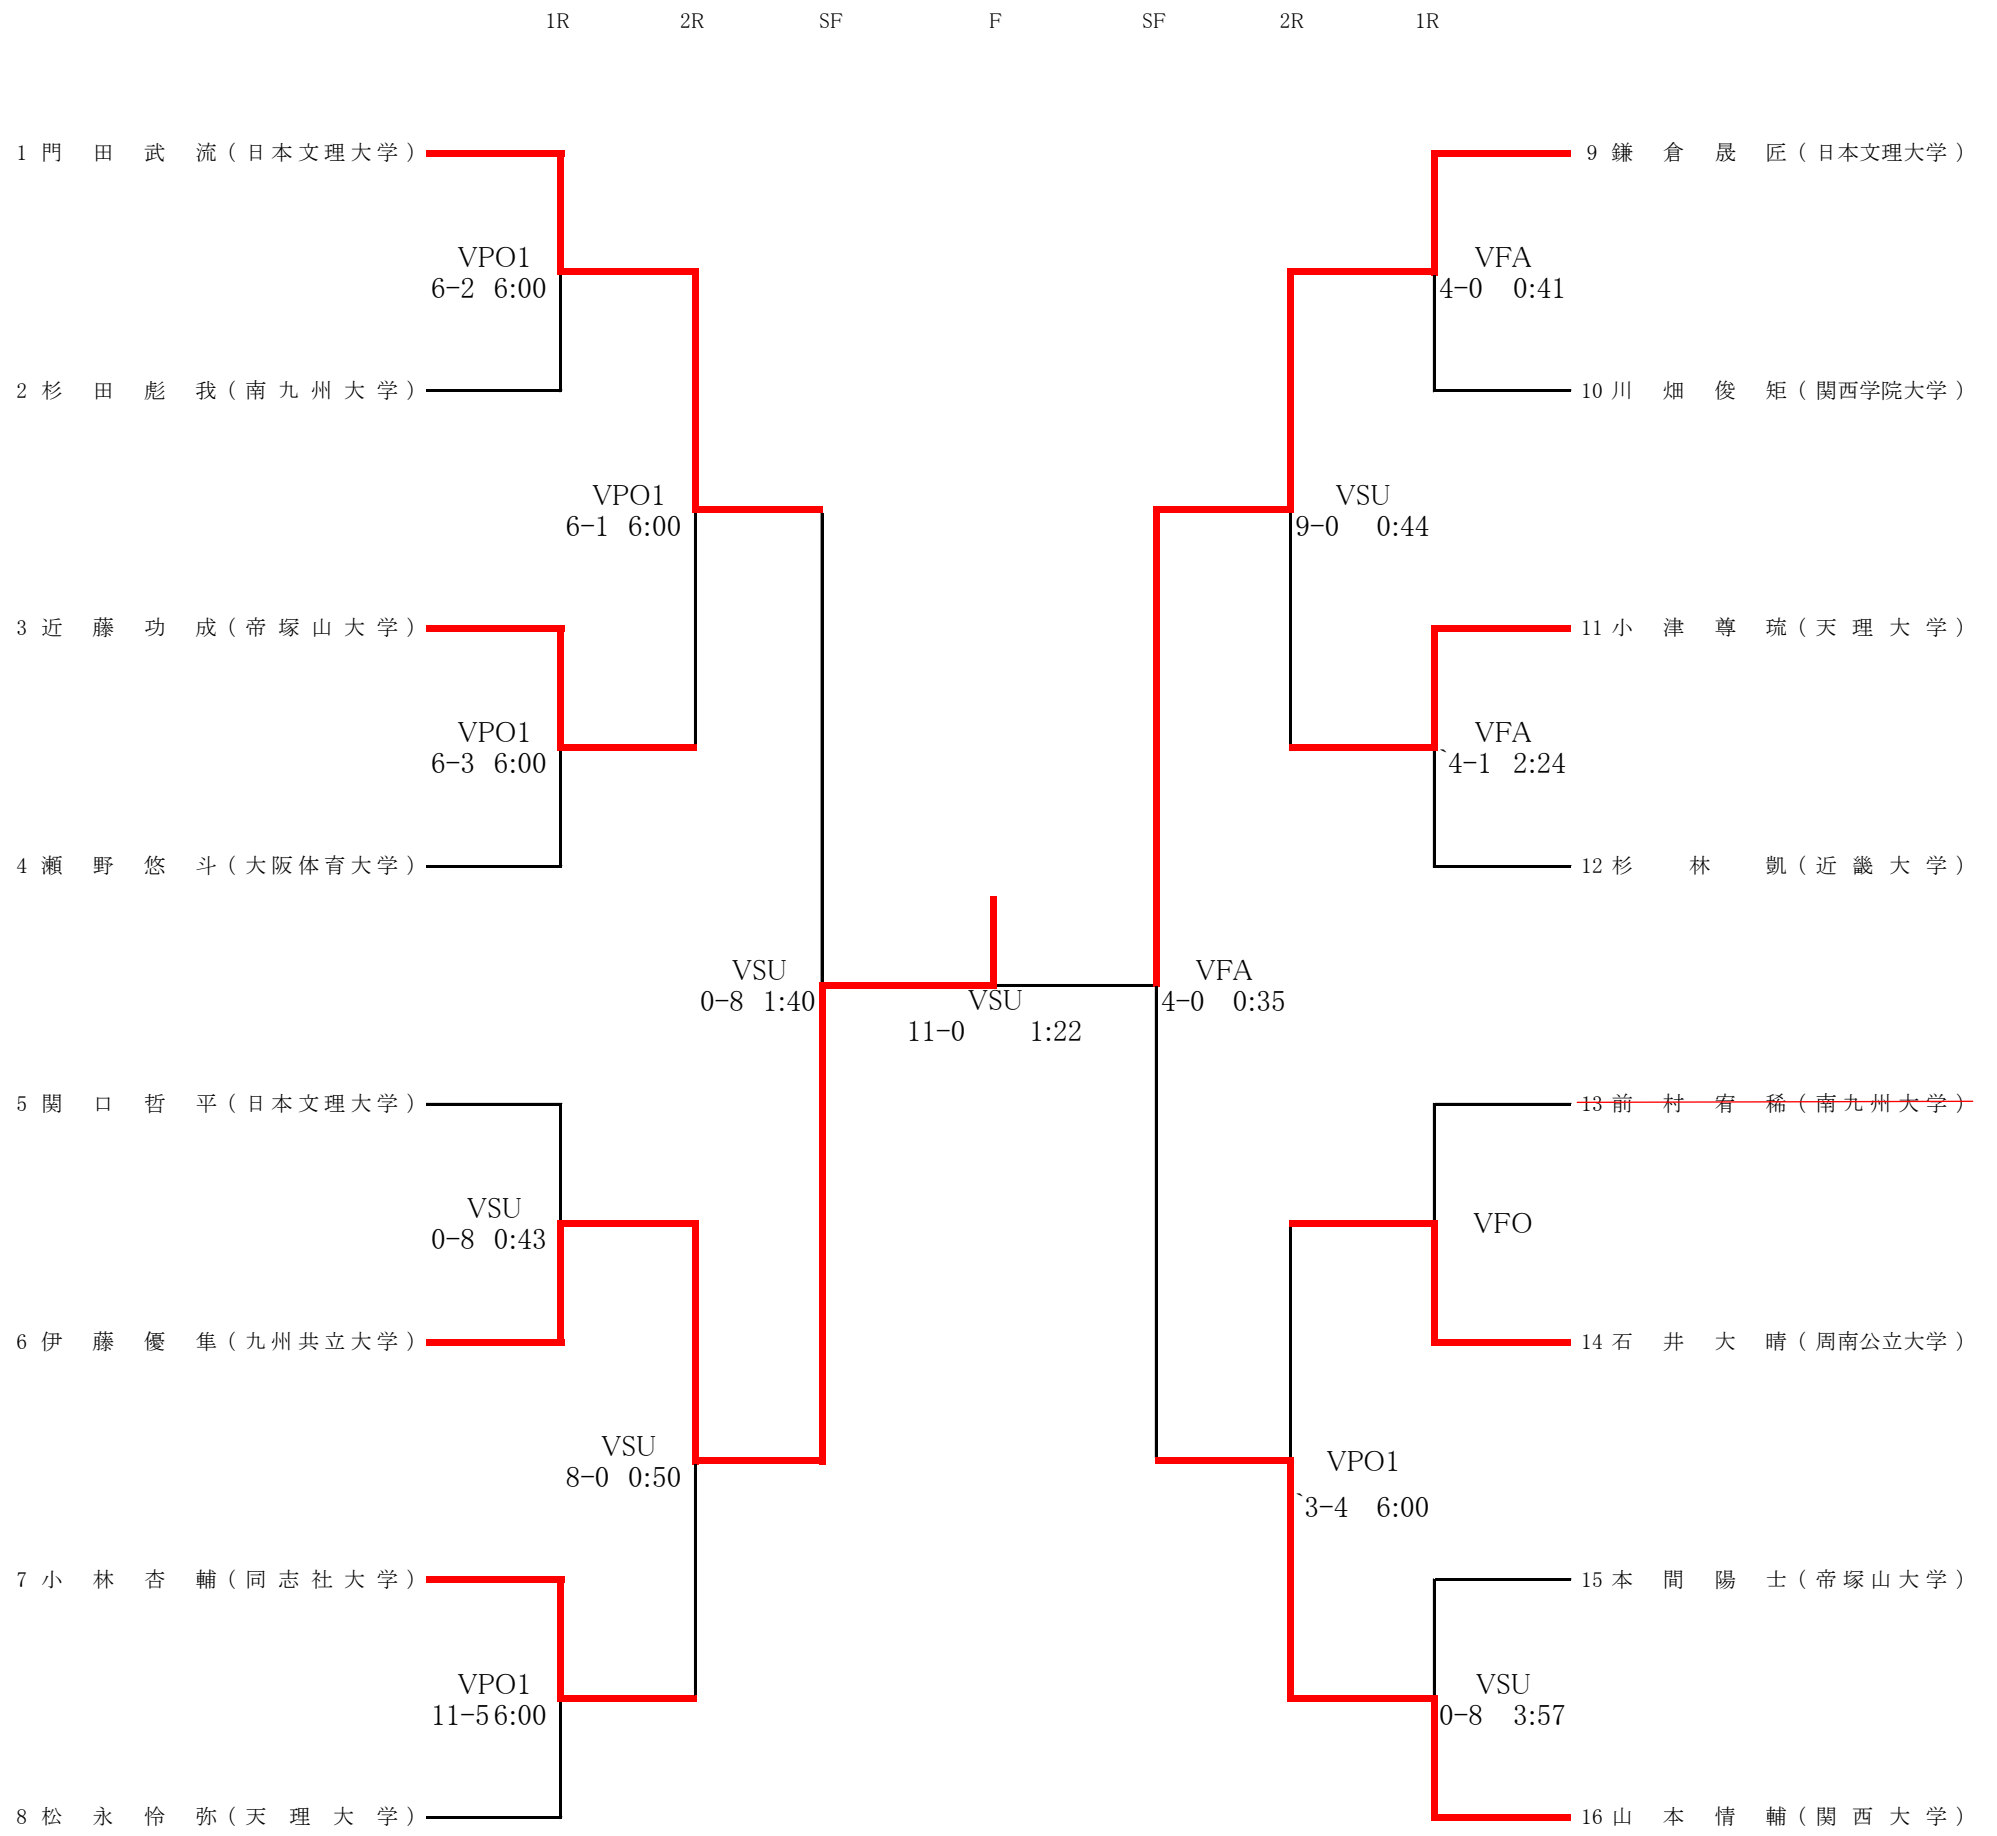 1R 2R SF F SF 2R 1R
1 門田武流(日本文理大学)
9 鎌倉晟匠(日本文理大学)
VPO1
6-2 6:00
VFA
4-0 0:41
2 杉田彪我(南九州大学)
10 川畑俊矩(関西学院大学)
VPO1
6-1 6:00
VSU
9-0 0:44
3 近藤功成(帝塚山大学)
11 小津尊琉(天理大学)
VPO1
6-3 6:00
VFA
`4-1 2:24
4 瀬野悠斗(大阪体育大学)
12 杉林凱(近畿大学)
VSU
0-8 1:40
VSU
11-0 1:22
VFA
4-0 0:35
5 関口哲平(日本文理大学)
13 前村宥稀(南九州大学)
VSU
0-8 0:43
VFO
6 伊藤優隼(九州共立大学)
14 石井大晴(周南公立大学)
VSU
8-0 0:50
VPO1
`3-4 6:00
7 小林杏輔(同志社大学)
15 本間陽士(帝塚山大学)
VPO1
11-5 6:00
VSU
0-8 3:57
8 松永怜弥(天理大学)
16 山本情輔(関西大学)